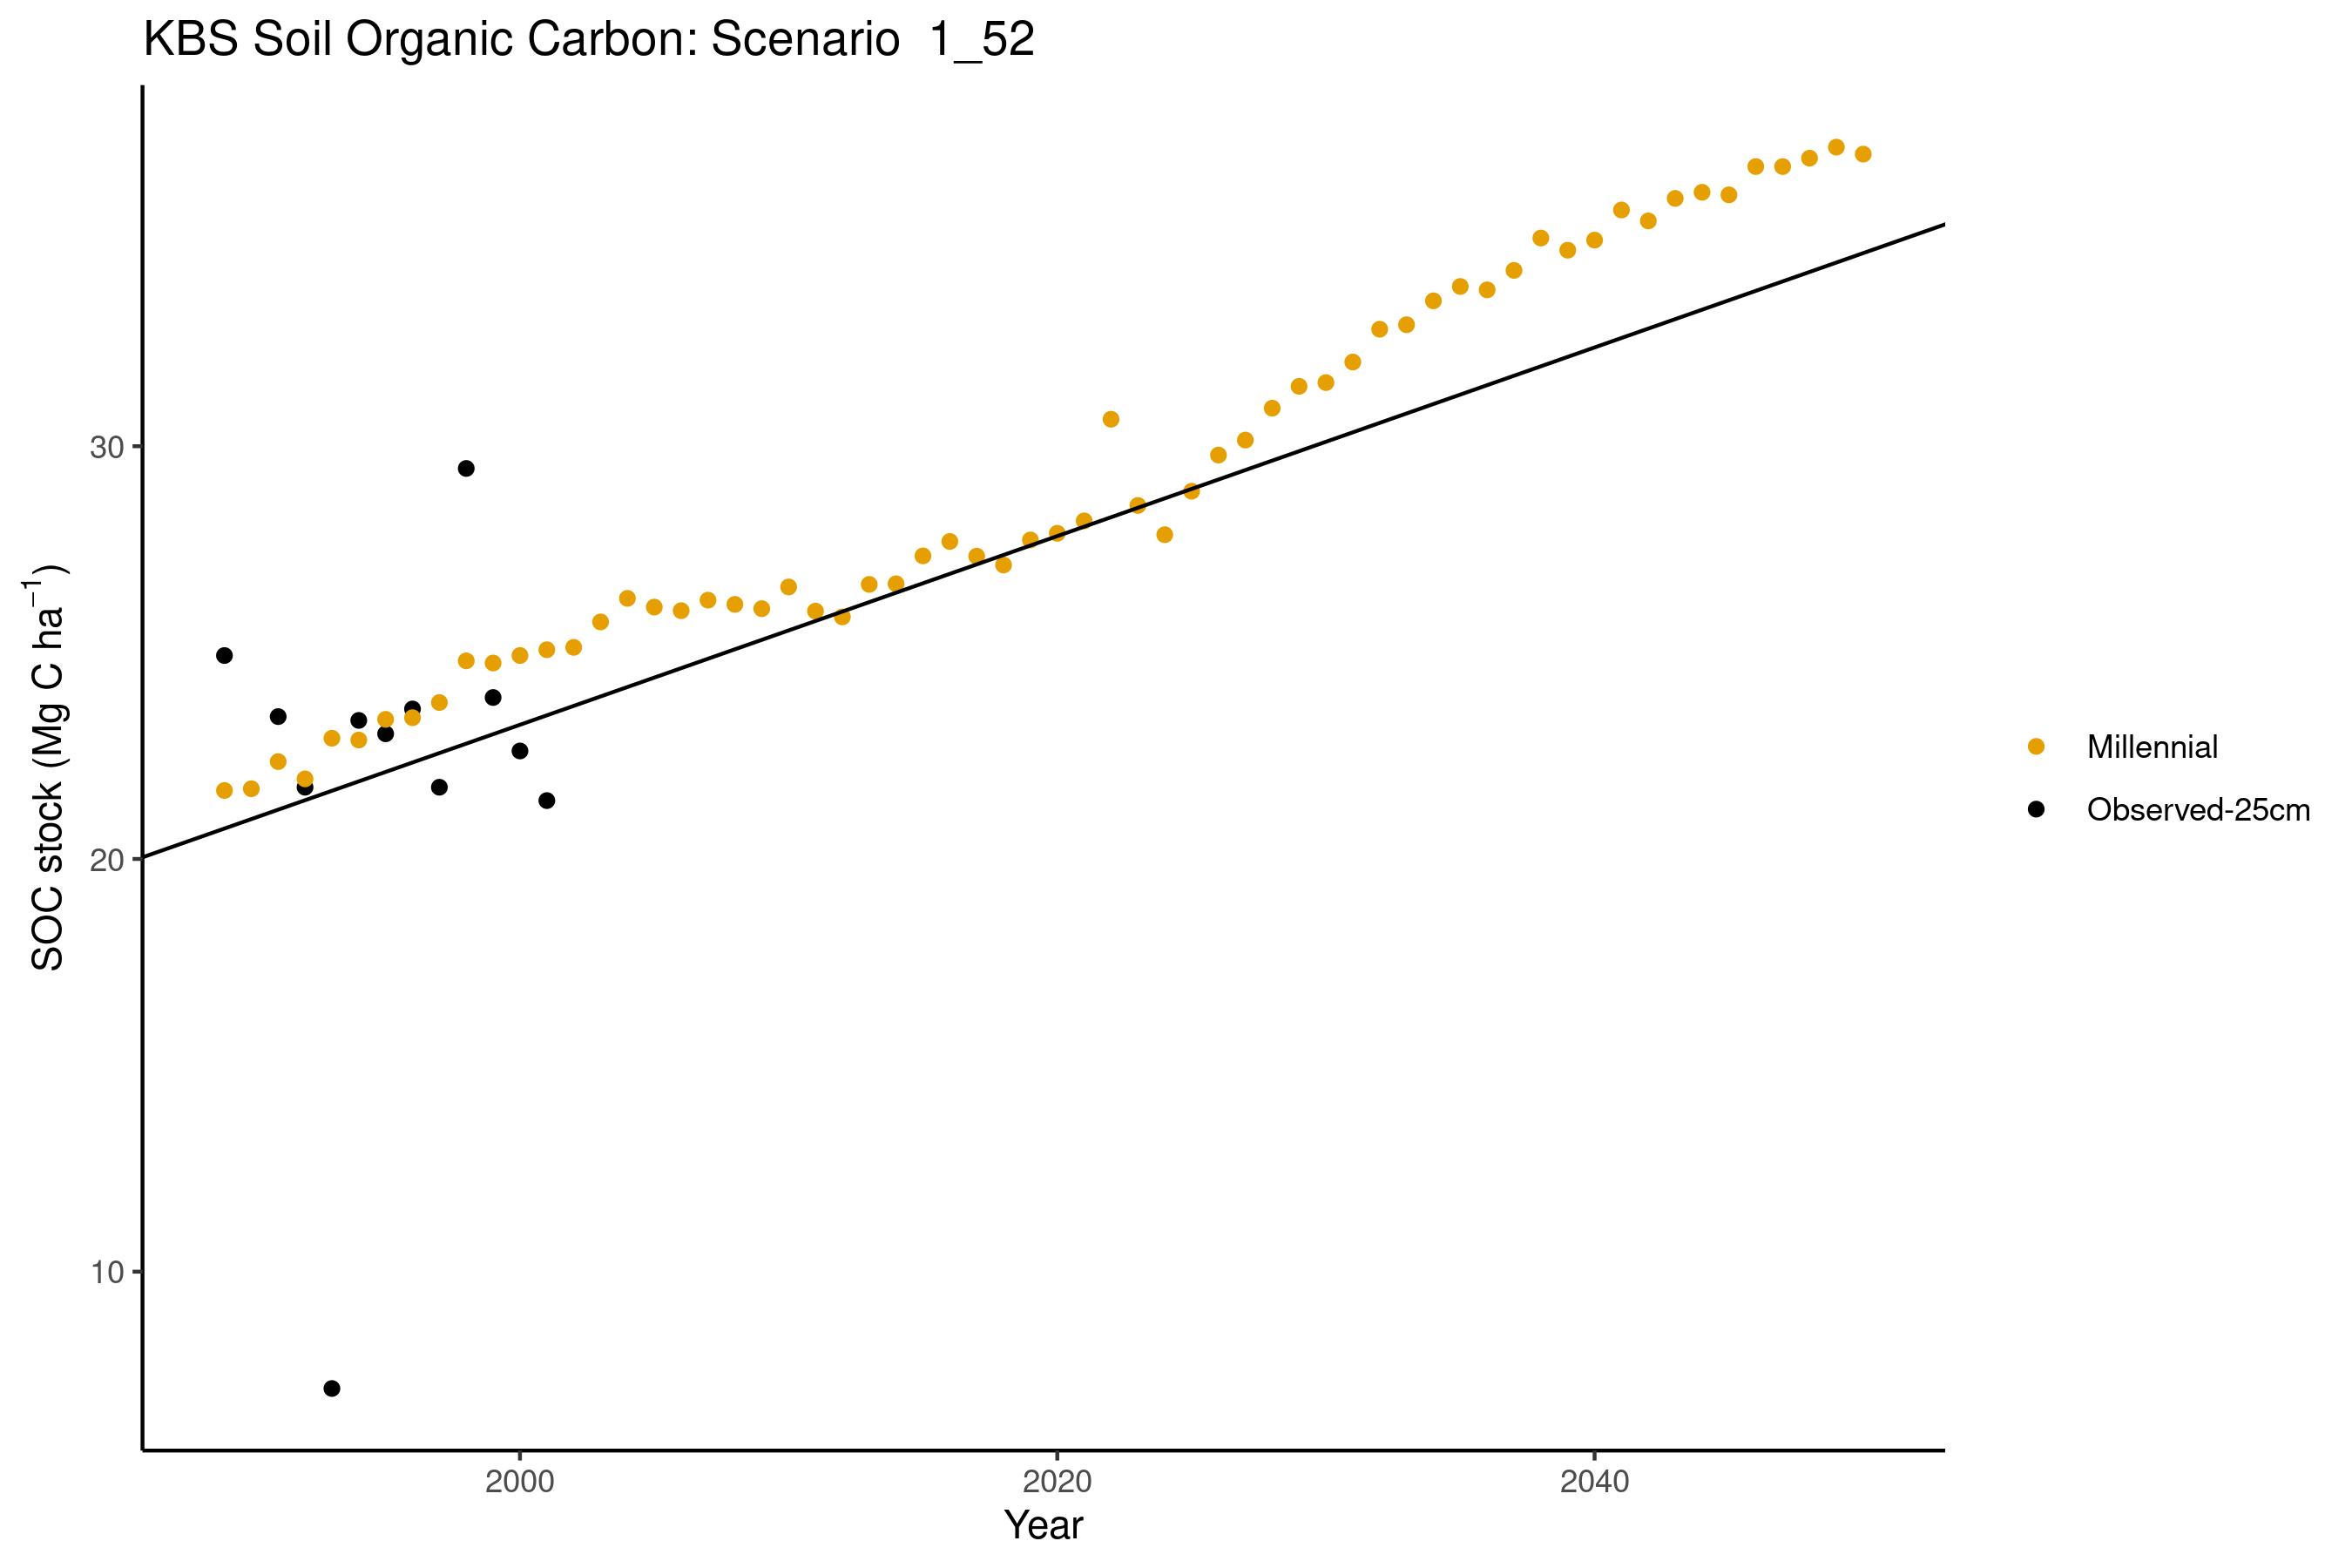 KBS Soil Organic Carbon: Scenario  1_52
SOC stock (Mg C ha⁻¹)
30
20
10
2000
2020
2040
Year
Millennial
Observed-25cm